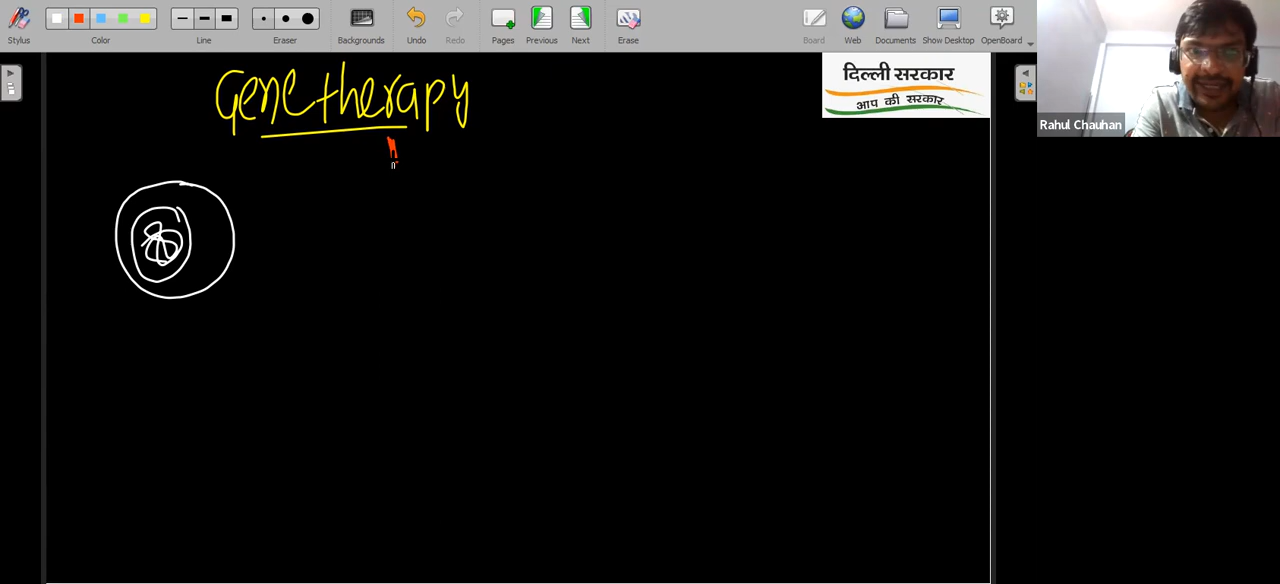 Stylus
Color
Line
Eraser
Backgrounds
Undo
Redo
Pages
Previous
Next
Erase
Board
Web
Documents
Show Desktop
OpenBoard
Gene therapy
दिल्ली सरकार
आप की सरकार
Rahul Chauhan